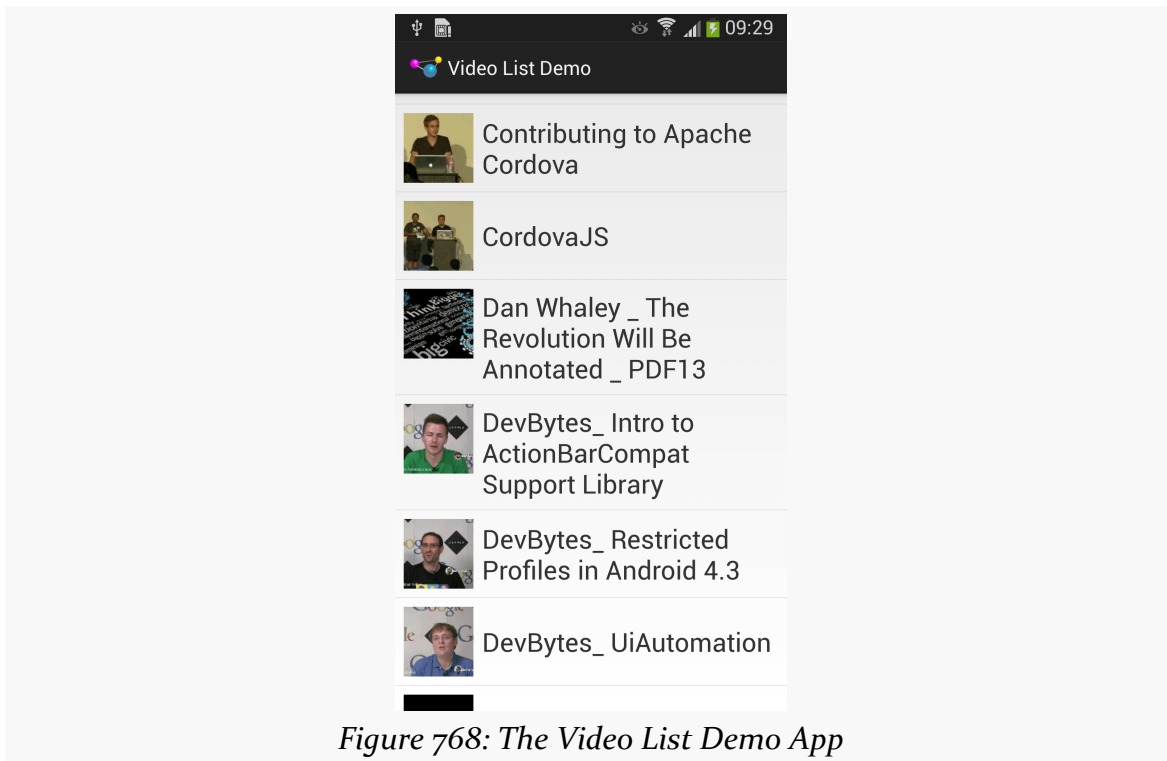 09:29
Video List Demo
Contributing to Apache
Cordova
CordovaJS
Dan Whaley _ The
Revolution Will Be
Annotated _ PDF13
DevBytes_ Intro to
ActionBarCompat
Support Library
DevBytes_ Restricted
Profiles in Android 4.3
DevBytes_ UiAutomation
Google
Figure 768: The Video List Demo App